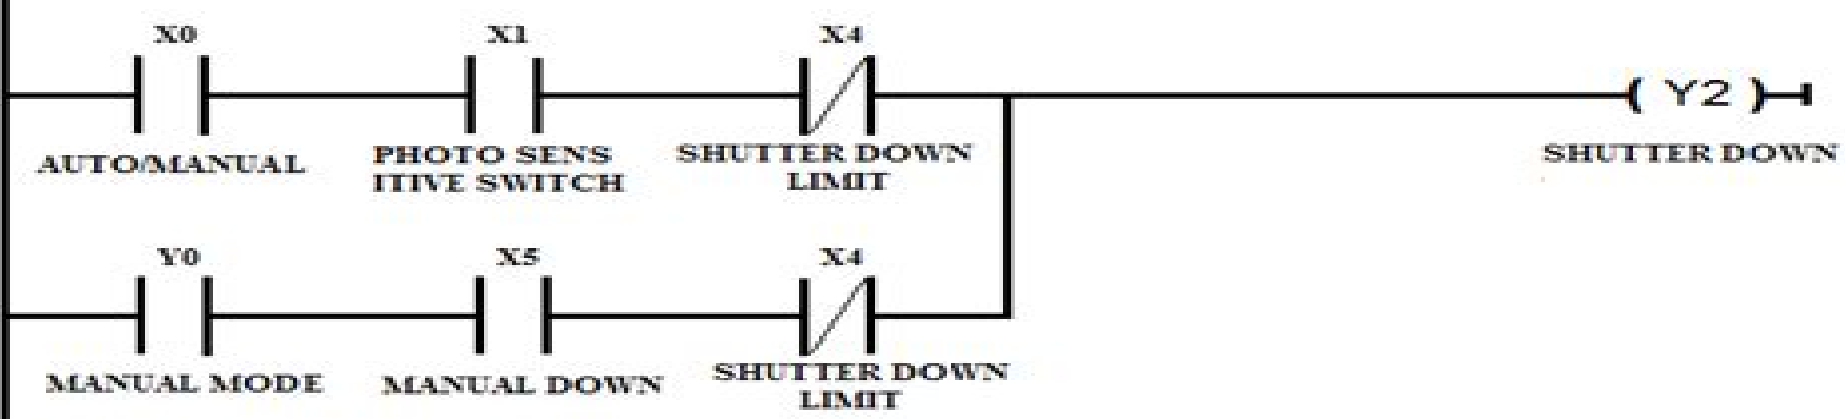 X0 X1 X4
( Y2 )
AUTO/MANUAL PHOTO SENS SHUTTER DOWN SHUTTER DOWN
ITIVE SWITCH LIMIT
Y0 X5 X4
MANUAL MODE MANUAL DOWN SHUTTER DOWN
LIMIT